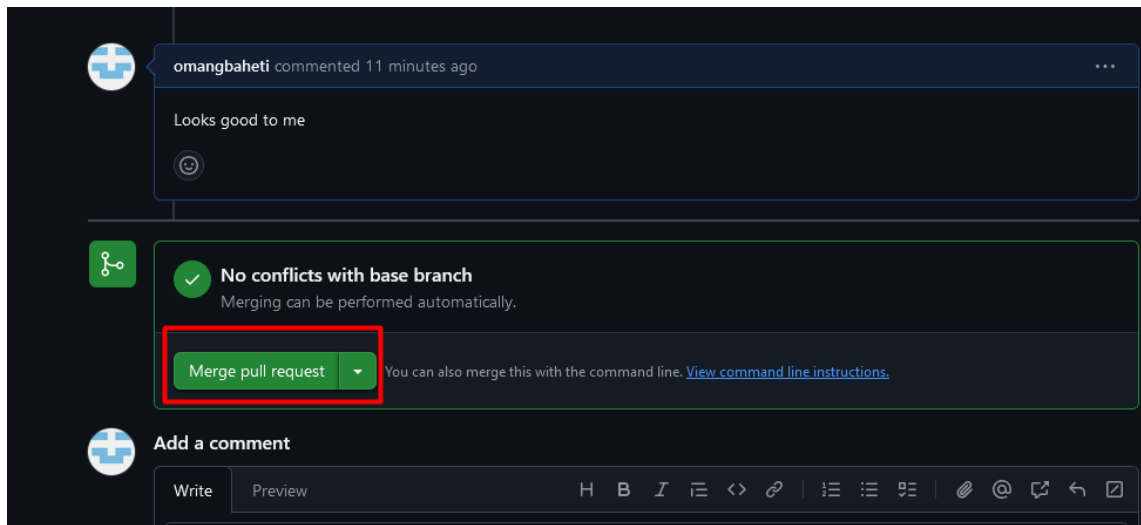 omangbaheti commented 11 minutes ago
Looks good to me
No conflicts with base branch
Merging can be performed automatically.
Merge pull request You can also merge this with the command line. View command line instructions.
Add a comment
Write Preview H B I